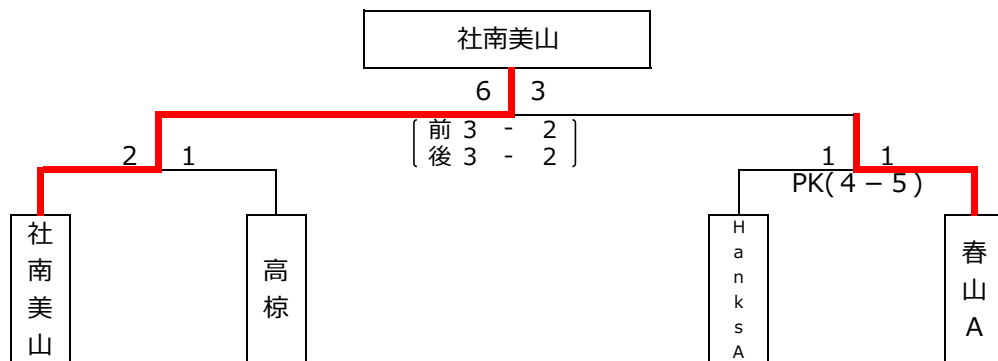 社南美山
6 3
前 3 - 2
後 3 - 2
2 1
1 1
PK( 4 − 5 )
社南美山
高椋
HanksA
春山A